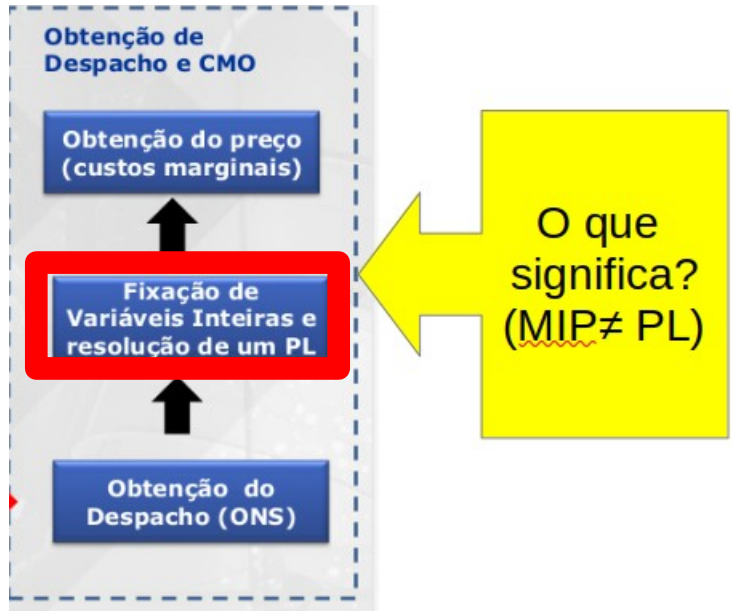 Obtenção de
Despacho e CMO
Obtenção do preço
(custos marginais)
Fixação de
Variáveis Inteiras e
resolução de um PL
Obtenção do
Despacho (ONS)
O que
significa?
(MIP≠ PL)